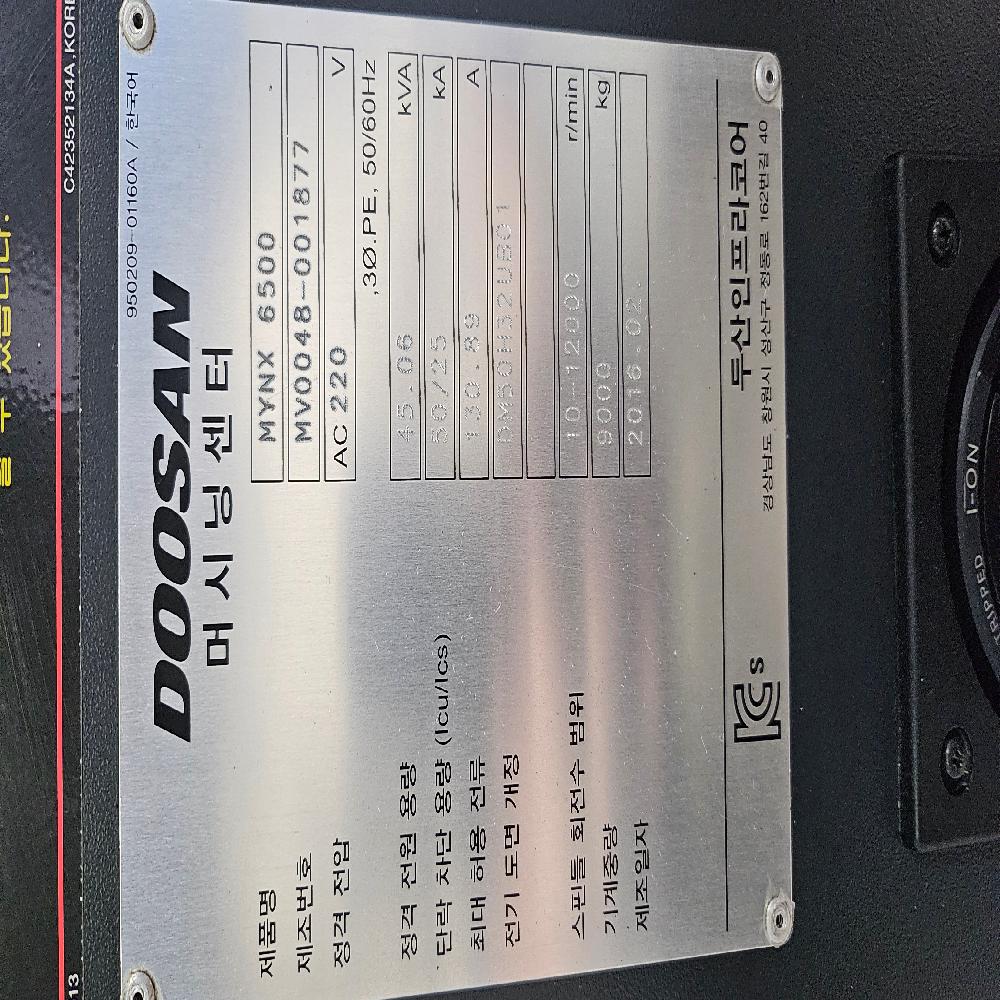 950209-01160A / 한국어
DOOSAN
머시닝센터
제품명 MYNX 6500
제조번호 MV0048-001877
정격 전압 AC 220 V
,3Ø.PE, 50/60Hz
정격 전원 용량 45.06 kVA
단락 차단 용량 (Icu/Ics) 50/25 kA
최대 허용 전류 130.89 A
전기 도면 개정
스핀들 회전수 범위 10-12000 r/min
기계중량 9000 kg
제조일자 2016.02.
S
두산인프라코어
경상남도 창원시 성산구 정동로 162번길 40
C42352134A,KORE
13
I-ON
RIPPED